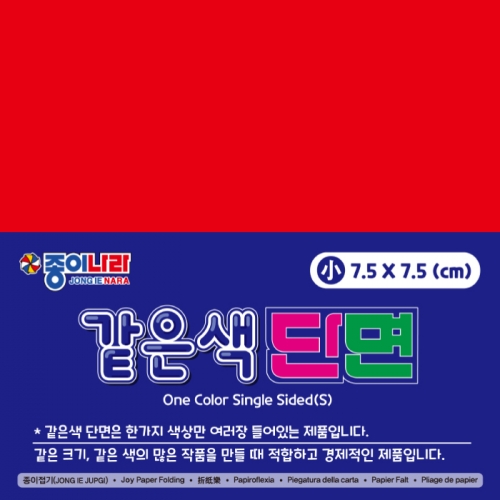 종이나라
JONG IE NARA
小 7.5 X 7.5 (cm)
같은색 단면
One Color Single Sided(S)
* 같은색 단면은 한가지 색상만 여러장 들어있는 제품입니다.
같은 크기, 같은 색의 많은 작품을 만들 때 적합하고 경제적인 제품입니다.
종이접기(JONG IE JUPGI) • Joy Paper Folding • 折紙樂 • Papiroflexia • Piegatura della carta • Papier Falt • Pliage de papier